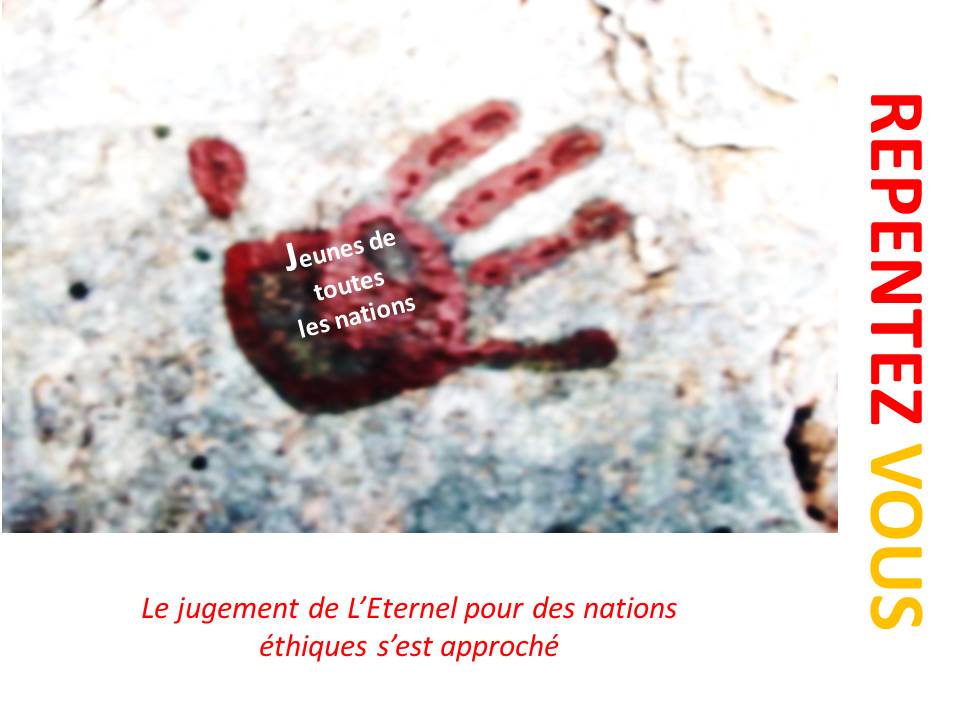 Jeunes de
toutes
les nations
REPENTEZ VOUS
Le jugement de L’Eternel pour des nations
éthiques s’est approché